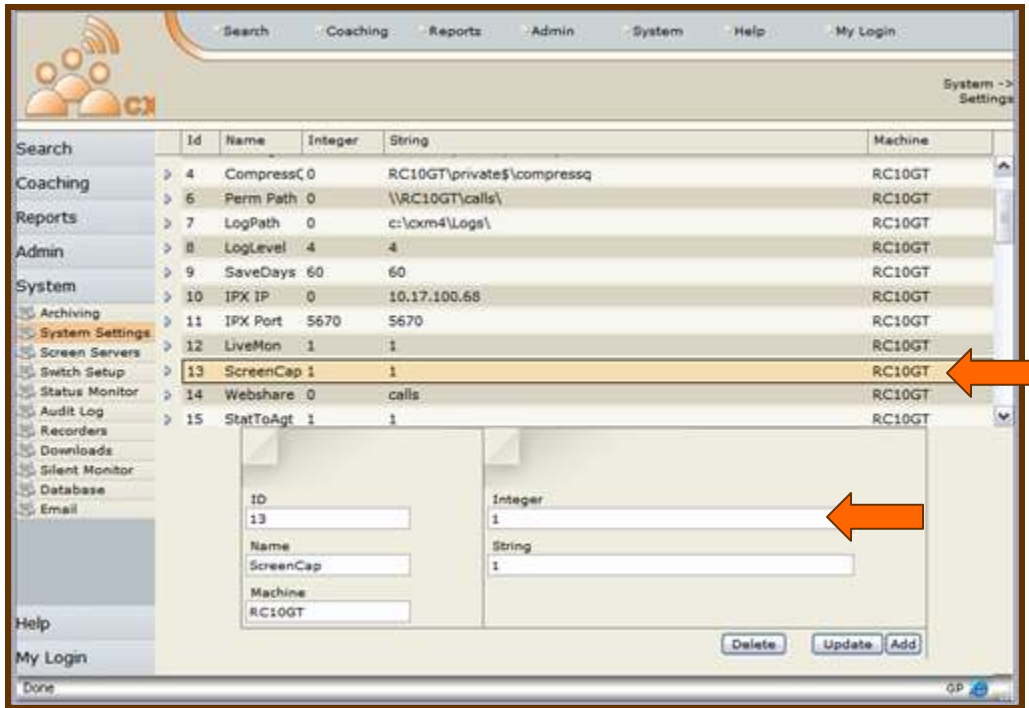 Search Coaching Reports Admin System Help My Login
cx
System ->
Settings
Search
Coaching
Reports
Admin
System
Archiving
System Settings
Screen Servers
Switch Setup
Status Monitor
Audit Log
Recorders
Downloads
Silent Monitor
Database
Email
Help
My Login
Id Name Integer String Machine
4 CompressQ 0 RC10GT\private$\compressq RC10GT
6 Perm Path 0 \\RC10GT\calls\ RC10GT
7 LogPath 0 c:\cxm4\Logs\ RC10GT
8 LogLevel 4 4 RC10GT
9 SaveDays 60 60 RC10GT
10 IPX IP 0 10.17.100.68 RC10GT
11 IPX Port 5670 5670 RC10GT
12 LiveMon 1 1 RC10GT
13 ScreenCap 1 1 RC10GT
14 Webshare 0 calls RC10GT
15 StatToAgt 1 1 RC10GT
ID
13
Name
ScreenCap
Machine
RC10GT
Integer
1
String
1
Delete Update Add
Done GP